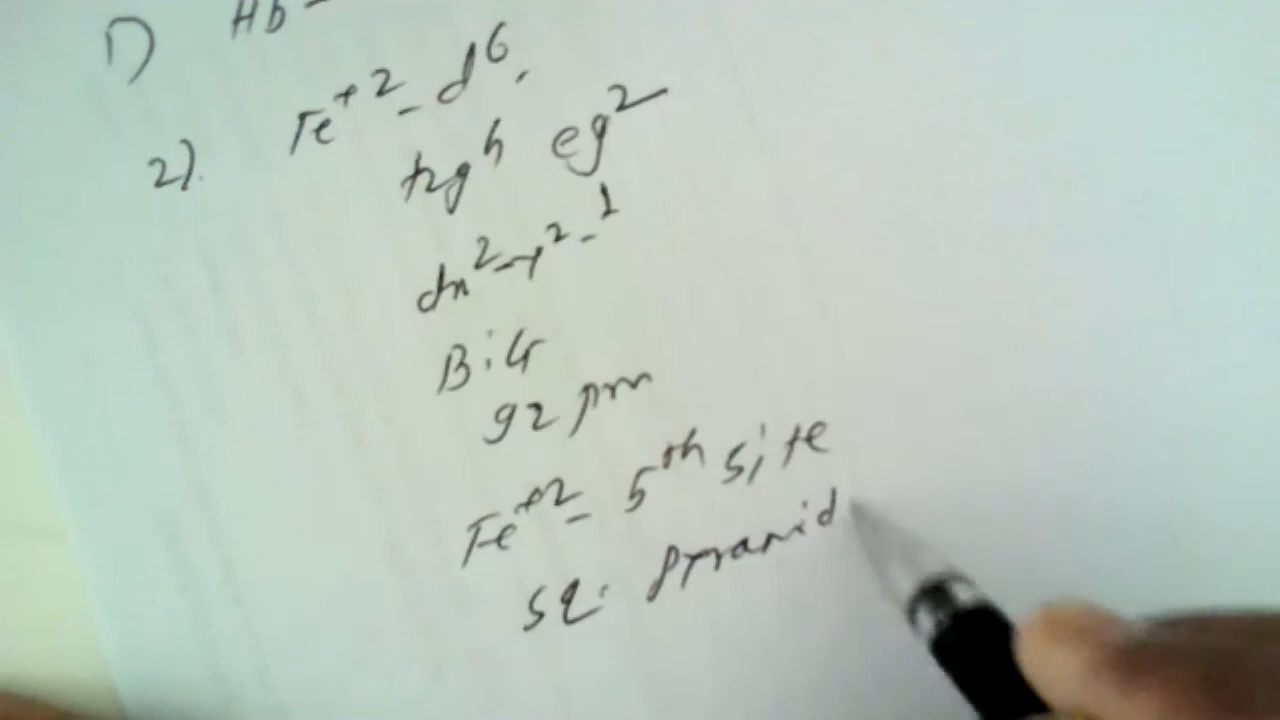 1) Hb -
2). Fe+2 - d6,
t2g4 eg2
dx2-y2 - 1
Big
92 pm
Fe+2 - 5th site
sq. pyramid